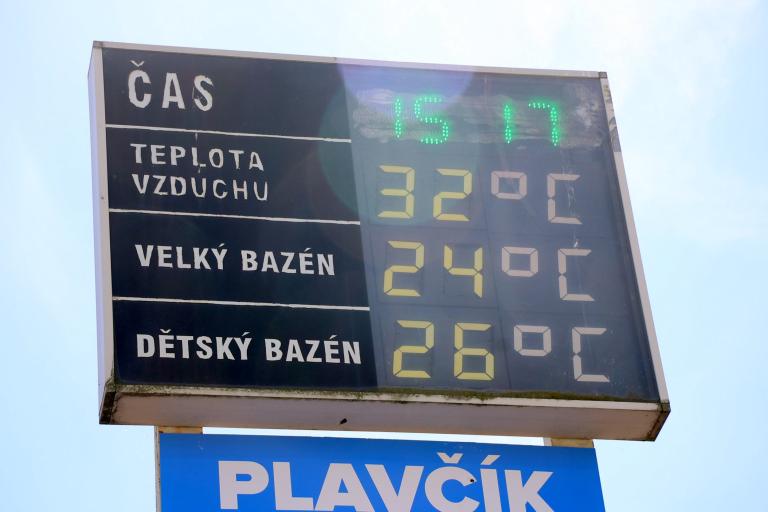 ČAS 15 17
TEPLOTA
VZDUCHU 32°C
VELKÝ BAZÉN 24°C
DĚTSKÝ BAZÉN 26°C
PLAVČÍK